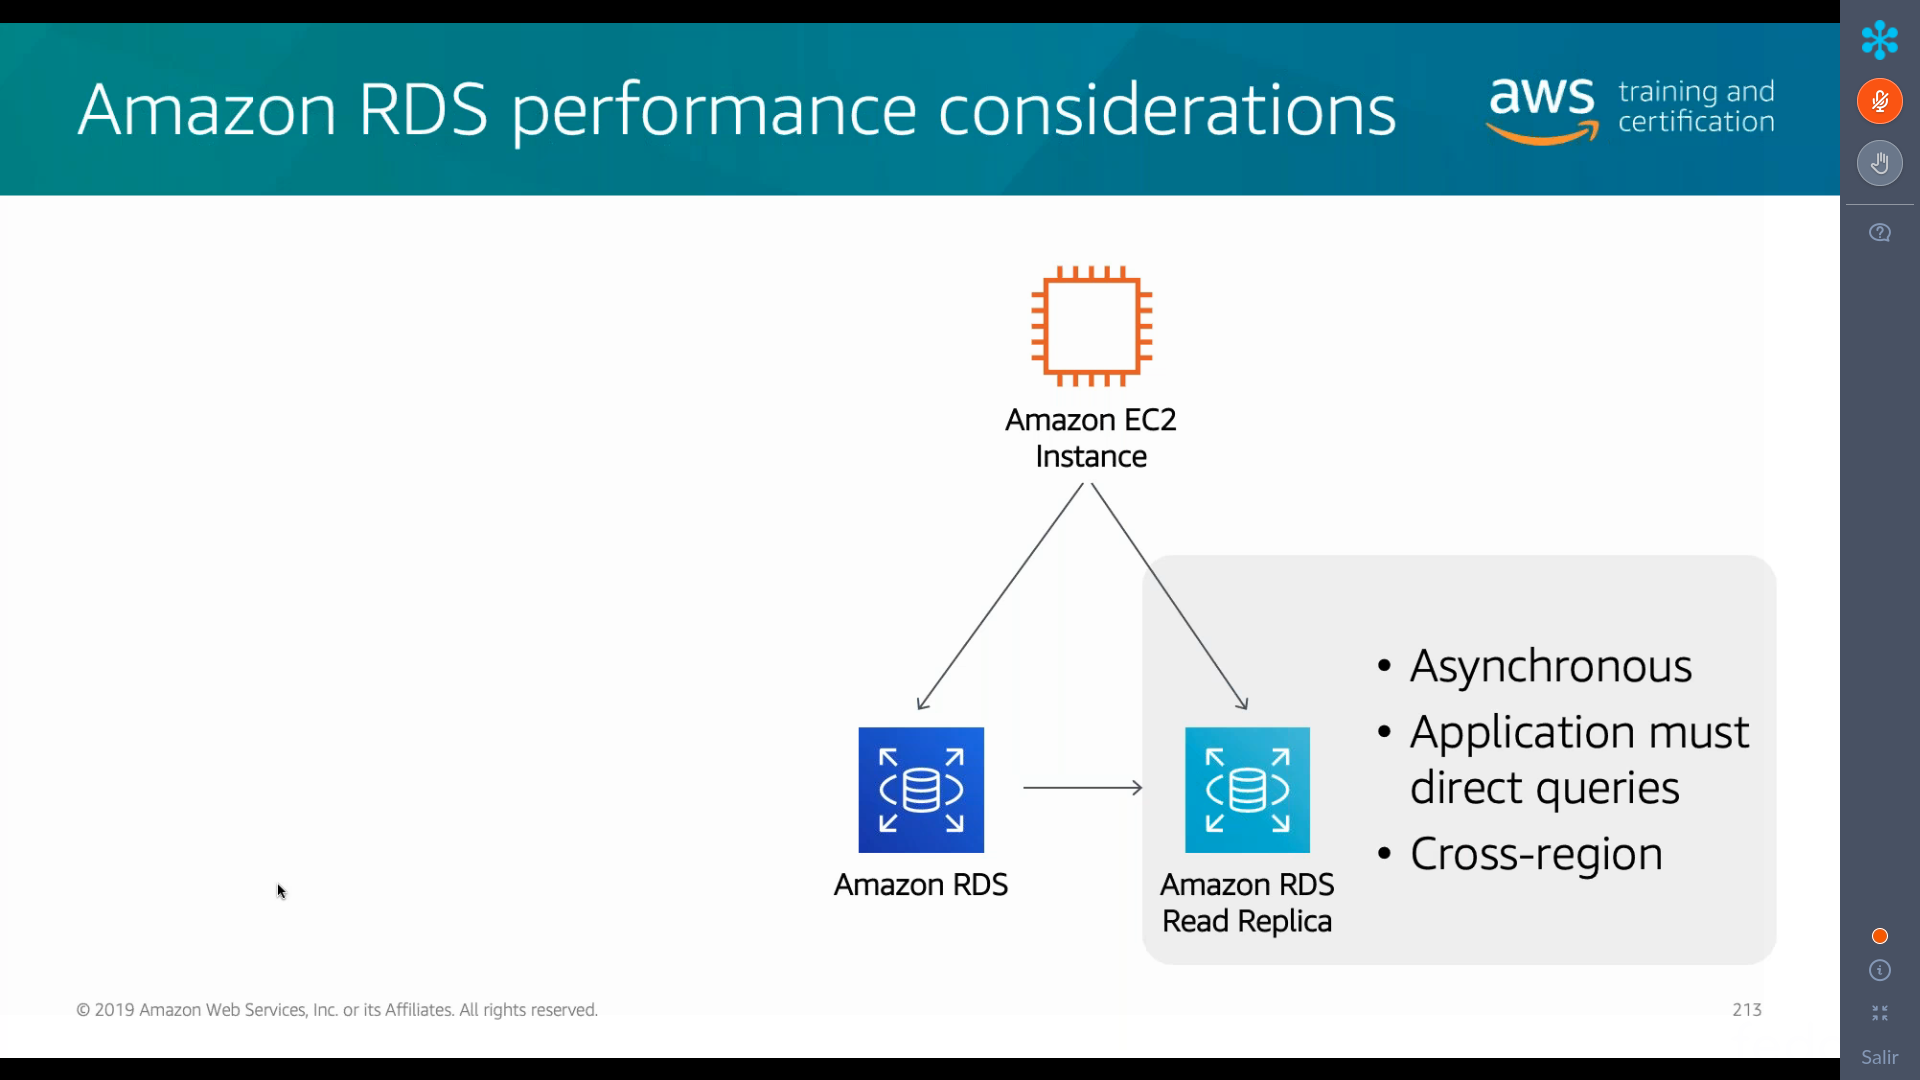 Amazon RDS performance considerations
aws training and certification
Amazon EC2
Instance
• Asynchronous
• Application must
direct queries
• Cross-region
Amazon RDS
Amazon RDS
Read Replica
© 2019 Amazon Web Services, Inc. or its Affiliates. All rights reserved.
213
Salir